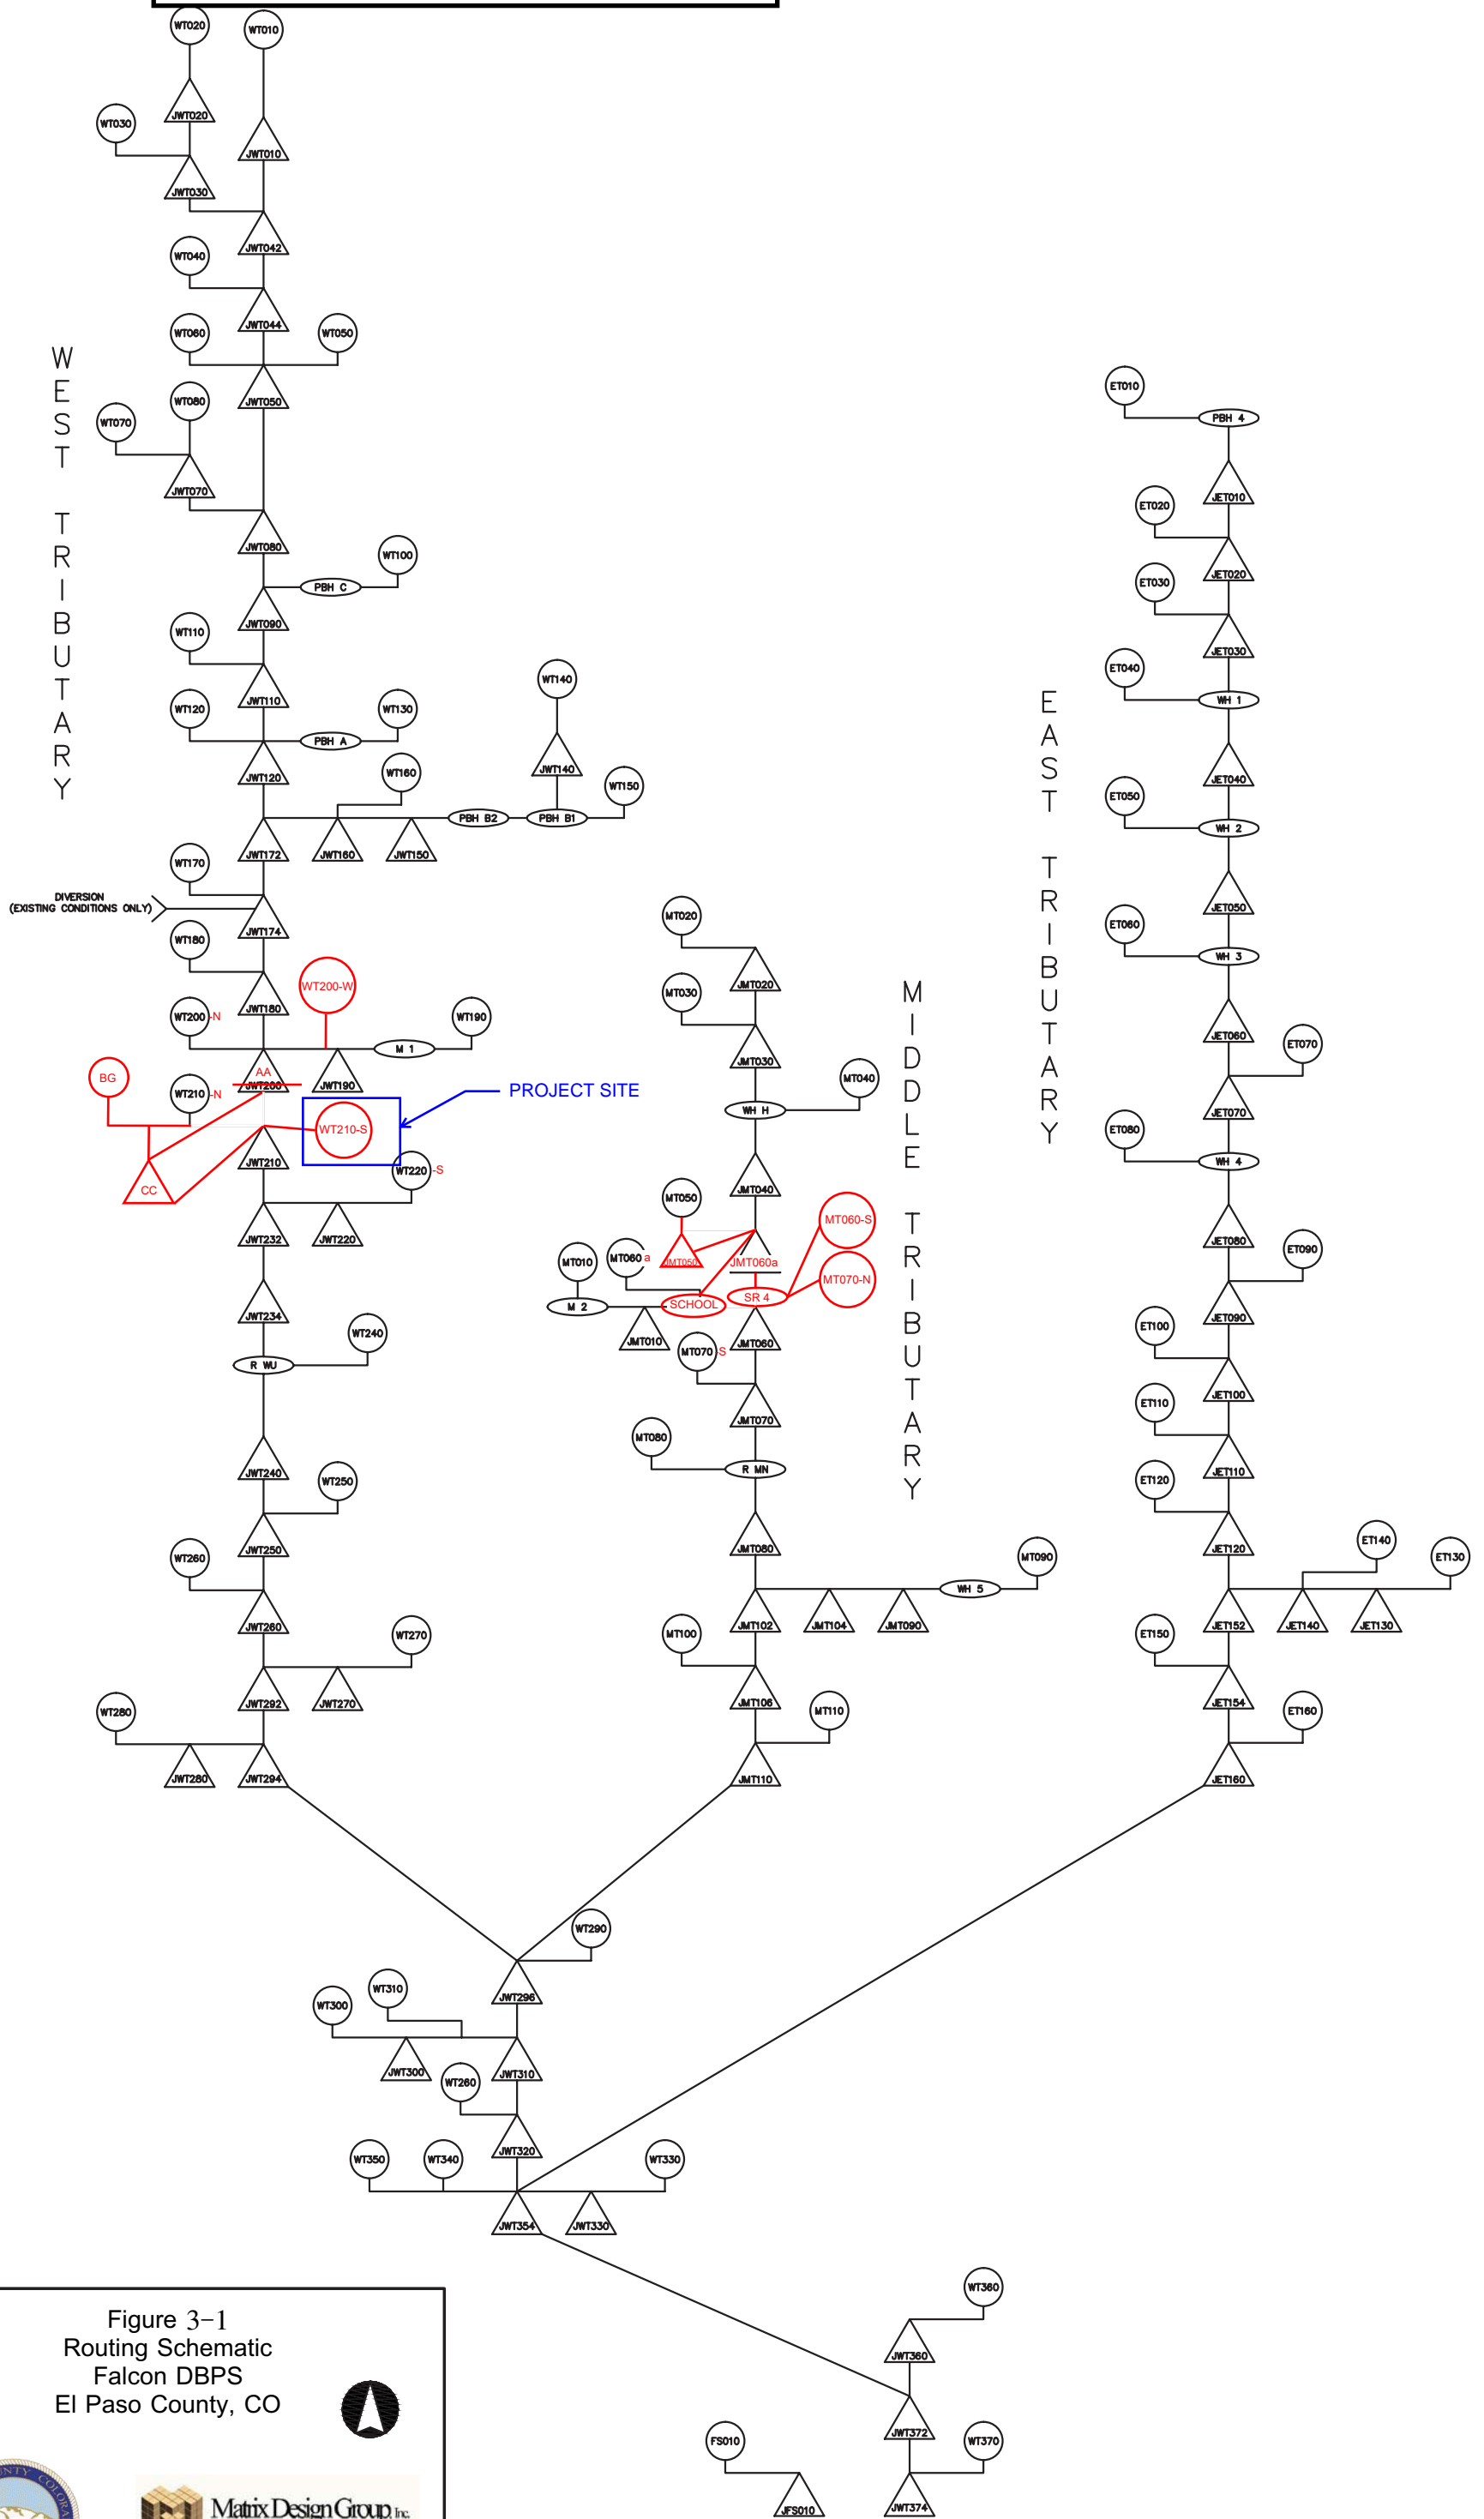 WT020
WT010
JWT020
WT030
JWT010
JWT030
JWT042
WT040
JWT044
WT060
WT050
JWT050
WEST TRIBUTARY
WT080
WT070
JWT070
JWT080
WT100
PBH C
JWT090
WT110
JWT110
WT120
WT130
PBH A
JWT120
WT140
JWT140
WT160
WT150
PBH B2
PBH B1
JWT172
JWT160
JWT150
WT170
DIVERSION
(EXISTING CONDITIONS ONLY)
JWT174
WT180
JWT180
WT200-W
WT200-N
WT190
M 1
AA
JWT200
JWT190
BG
WT210-N
PROJECT SITE
WT210-S
JWT210
CC
WT220-S
JWT232
JWT220
JWT234
WT240
R WU
JWT240
WT250
JWT250
WT260
JWT260
WT270
JWT292
JWT270
WT280
JWT280
JWT294
MIDDLE TRIBUTARY
MT020
JMT020
MT030
JMT030
MT040
WH H
JMT040
MT050
JMT050
JMT060a
MT060-S
MT070-N
MT010
MT060 a
M 2
SCHOOL
SR 4
JMT010
JMT060
MT070-S
JMT070
MT080
R MN
JMT080
MT090
WH 5
JMT102
JMT104
JMT090
MT100
JMT106
MT110
JMT110
EAST TRIBUTARY
ET010
PBH 4
JET010
ET020
JET020
ET030
JET030
ET040
WH 1
JET040
ET050
WH 2
JET050
ET060
WH 3
JET060
ET070
JET070
ET080
WH 4
JET080
ET090
JET090
ET100
JET100
ET110
JET110
ET120
JET120
ET140
ET130
JET152
JET140
JET130
ET150
JET154
ET160
JET160
WT290
JWT296
WT310
WT300
JWT300
JWT310
WT260
JWT320
WT350
WT340
WT330
JWT354
JWT330
WT360
JWT360
JWT372
FS010
WT370
JFS010
JWT374
Figure 3-1
Routing Schematic
Falcon DBPS
El Paso County, CO
Matrix Design Group, Inc.